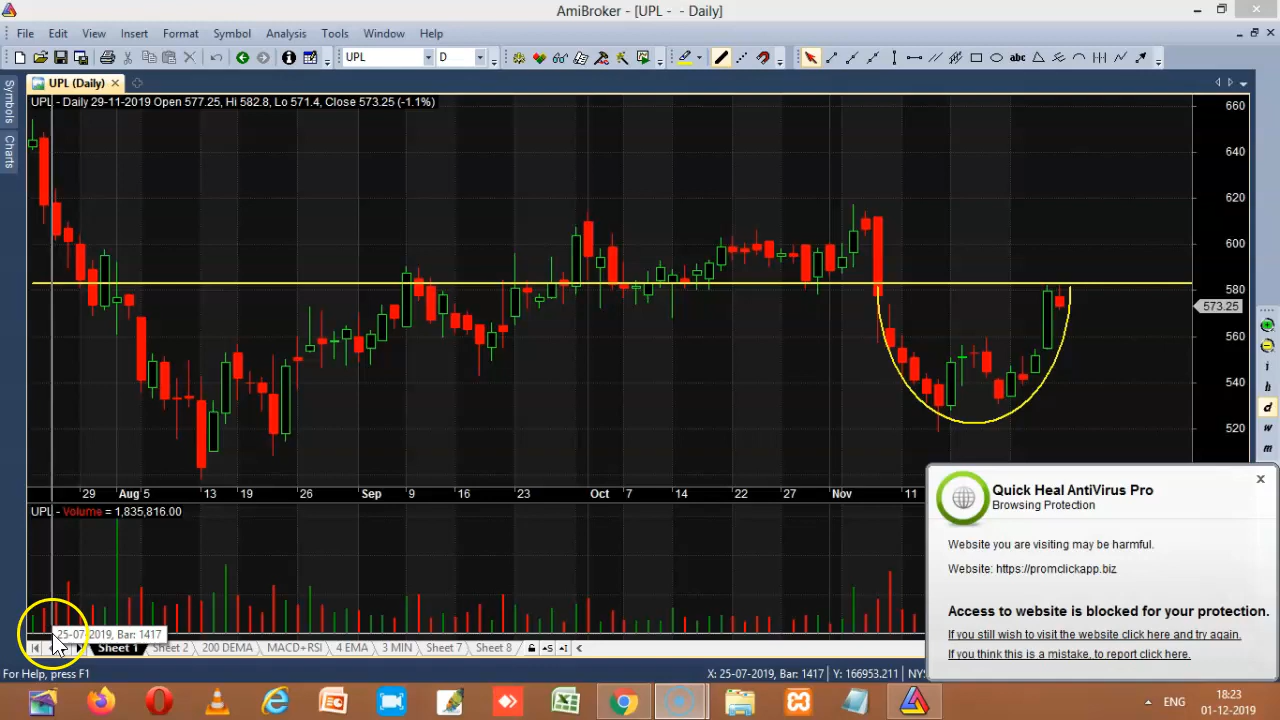 AmiBroker - [UPL - - Daily]
File Edit View Insert Format Symbol Analysis Tools Window Help
UPL D
abc
UPL (Daily)
Symbols
Charts
UPL - Daily 29-11-2019 Open 577.25, Hi 582.8, Lo 571.4, Close 573.25 (-1.1%)
660
640
620
600
580
573.25
560
540
520
i
h
d
w
m
29 Aug 5 13 19 26 Sep 9 16 23 Oct 7 14 22 27 Nov 11
UPL - Volume = 1,835,816.00
25-07-2019, Bar: 1417
Sheet 1 Sheet 2 200 DEMA MACD+RSI 4 EMA 3 MIN Sheet 7 Sheet 8
Quick Heal AntiVirus Pro
Browsing Protection
x
Website you are visiting may be harmful.
Website: https://promclickapp.biz
Access to website is blocked for your protection.
If you still wish to visit the website click here and try again.
If you think this is a mistake, to report click here.
For Help, press F1
X: 25-07-2019, Bar: 1417 Y: 166953.211
ENG
18:23
01-12-2019